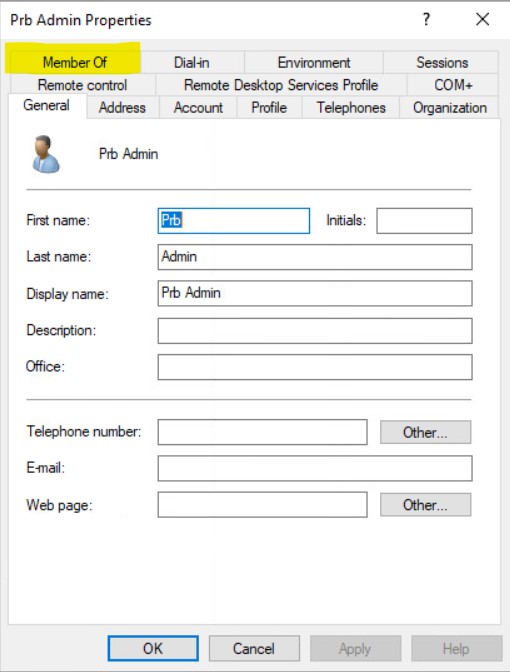 Prb Admin Properties ? ✕
Member Of Dial-in Environment Sessions
Remote control Remote Desktop Services Profile COM+
General Address Account Profile Telephones Organization
Prb Admin
First name: Prb Initials:
Last name: Admin
Display name: Prb Admin
Description:
Office:
Telephone number: Other...
E-mail:
Web page: Other...
OK Cancel Apply Help